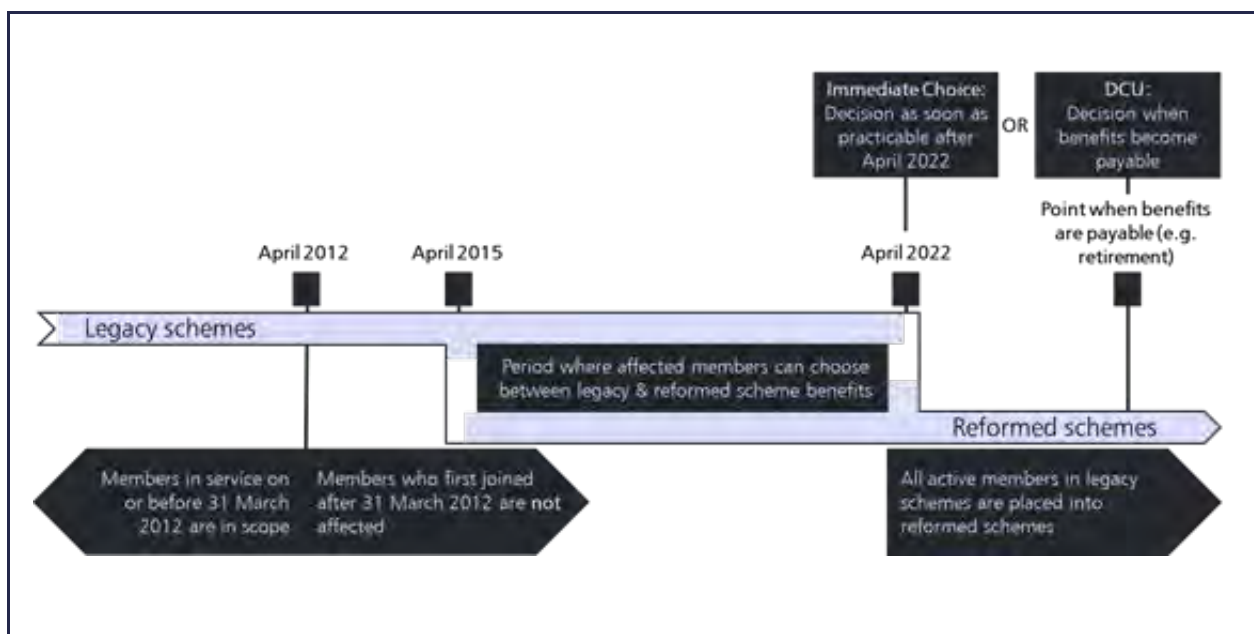 Immediate Choice:
Decision as soon as
practicable after
April 2022
OR
DCU:
Decision when
benefits become
payable
Point when benefits
are payable (e.g.
retirement)
April 2012
April 2015
April 2022
Legacy schemes
Period where affected members can choose
between legacy & reformed scheme benefits
Reformed schemes
Members in service on
or before 31 March
2012 are in scope
Members who first joined
after 31 March 2012 are not
affected
All active members in legacy
schemes are placed into
reformed schemes